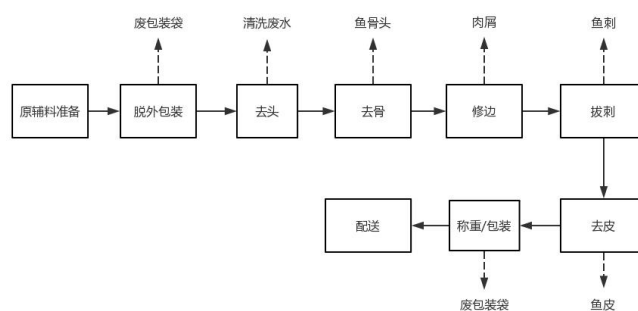 废包装袋
清洗废水
鱼骨头
肉屑
鱼刺
原辅料准备
脱外包装
去头
去骨
修边
拔刺
配送
称重/包装
去皮
废包装袋
鱼皮